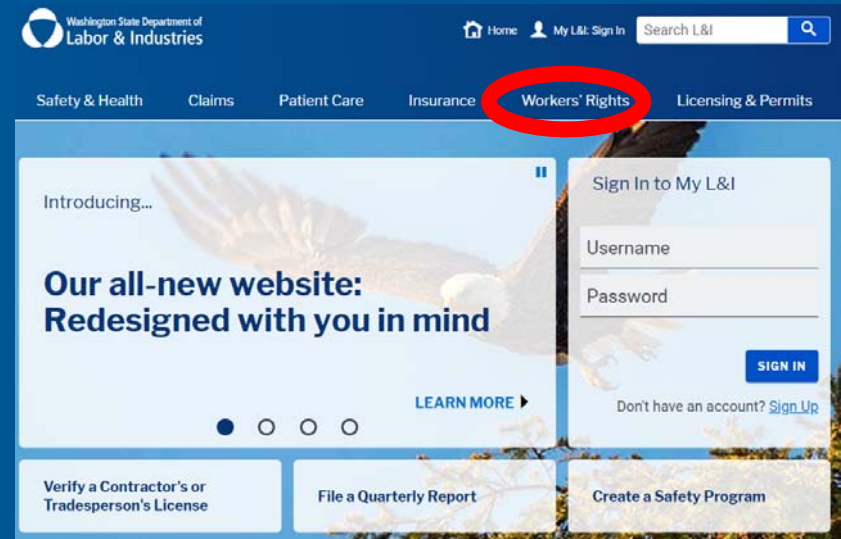 Washington State Department of
Labor & Industries
Home
My L&I: Sign In
Search L&I
Safety & Health
Claims
Patient Care
Insurance
Workers' Rights
Licensing & Permits
Introducing...
Our all-new website:
Redesigned with you in mind
LEARN MORE
Sign In to My L&I
Username
Password
SIGN IN
Don't have an account? Sign Up
Verify a Contractor's or
Tradesperson's License
File a Quarterly Report
Create a Safety Program